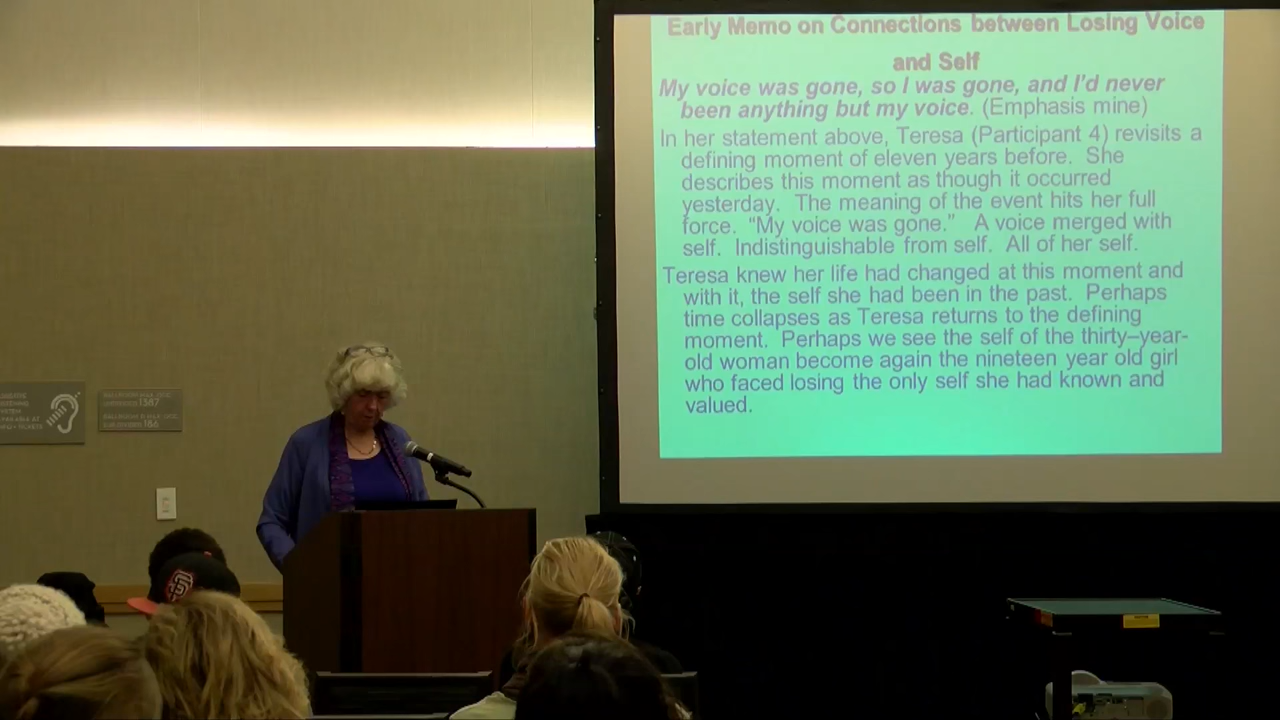 Early Memo on Connections between Losing Voice
and Self
My voice was gone, so I was gone, and I'd never
been anything but my voice. (Emphasis mine)
In her statement above, Teresa (Participant 4) revisits a
defining moment of eleven years before. She
describes this moment as though it occurred
yesterday. The meaning of the event hits her full
force. “My voice was gone.” A voice merged with
self. Indistinguishable from self. All of her self.
Teresa knew her life had changed at this moment and
with it, the self she had been in the past. Perhaps
time collapses as Teresa returns to the defining
moment. Perhaps we see the self of the thirty–year-
old woman become again the nineteen year old girl
who faced losing the only self she had known and
valued.
1387
186
SF